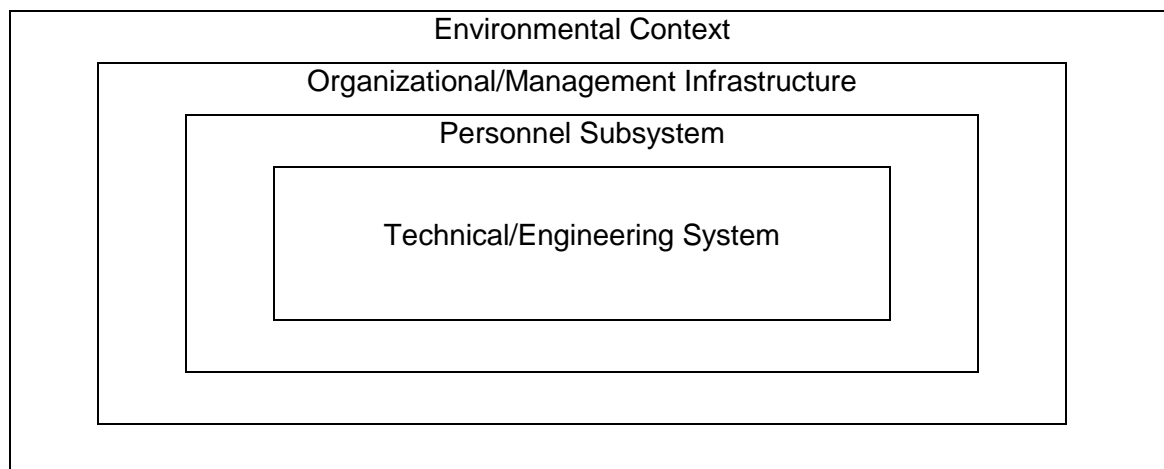 Environmental Context
Organizational/Management Infrastructure
Personnel Subsystem
Technical/Engineering System